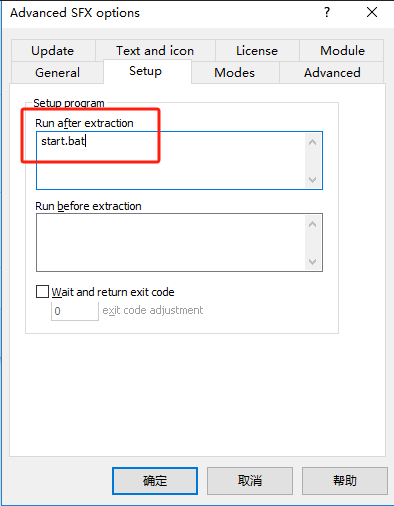 Advanced SFX options
Update Text and icon License Module
General Setup Modes Advanced
Setup program
Run after extraction
start.bat
Run before extraction
Wait and return exit code
0 exit code adjustment
确定 取消 帮助